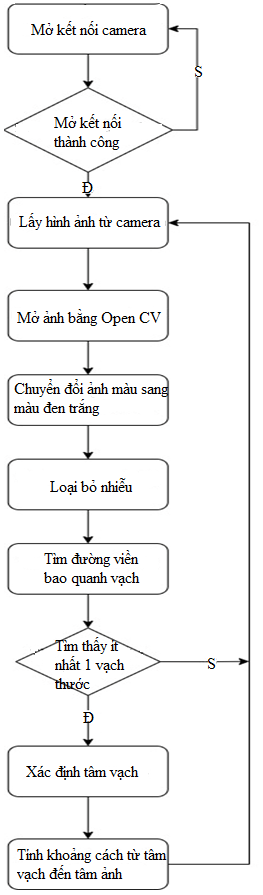 Mở kết nối camera
S
Mở kết nối
thành công
Đ
Lấy hình ảnh từ camera
Mở ảnh bằng Open CV
Chuyển đổi ảnh màu sang
màu đen trắng
Loại bỏ nhiễu
Tìm đường viền
bao quanh vạch
Tìm thấy ít
nhất 1 vạch
thước
S
Đ
Xác định tâm vạch
Tính khoảng cách từ tâm
vạch đến tâm ảnh